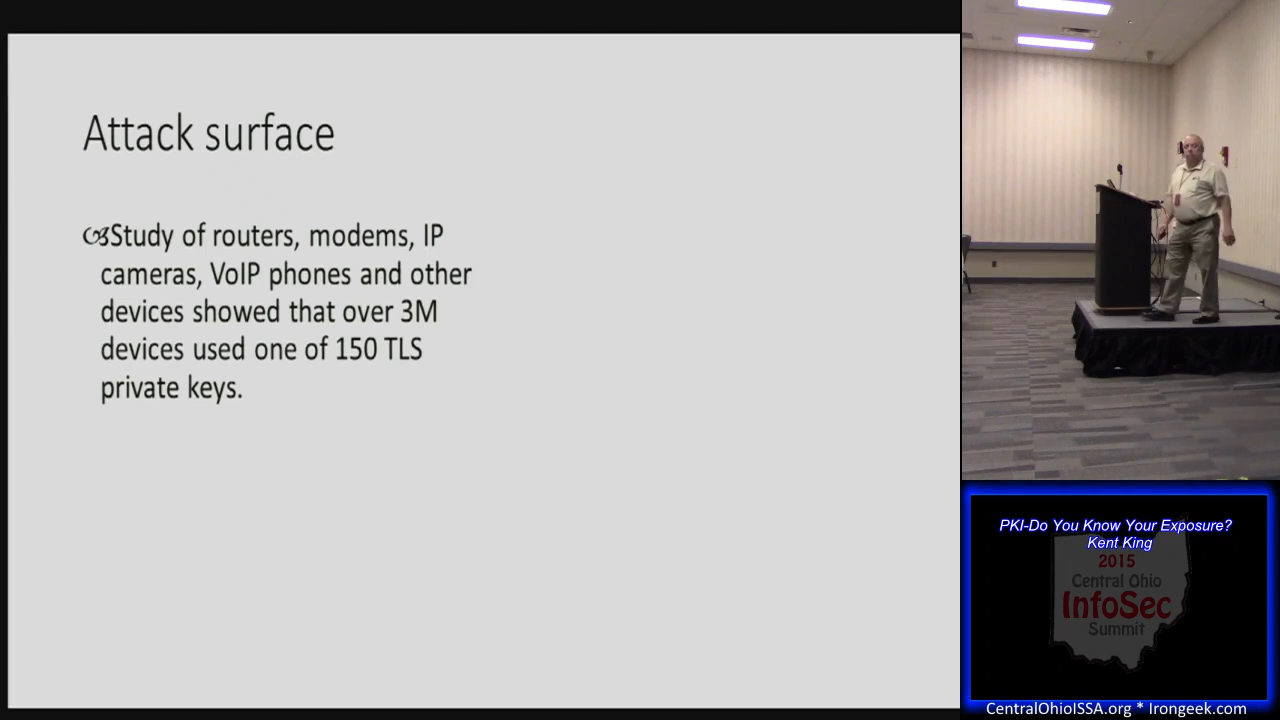 Attack surface
Study of routers, modems, IP
cameras, VoIP phones and other
devices showed that over 3M
devices used one of 150 TLS
private keys.
PKI-Do You Know Your Exposure?
Kent King
2015
Central Ohio
InfoSec
Summit
CentralOhioISSA.org * Irongeek.com